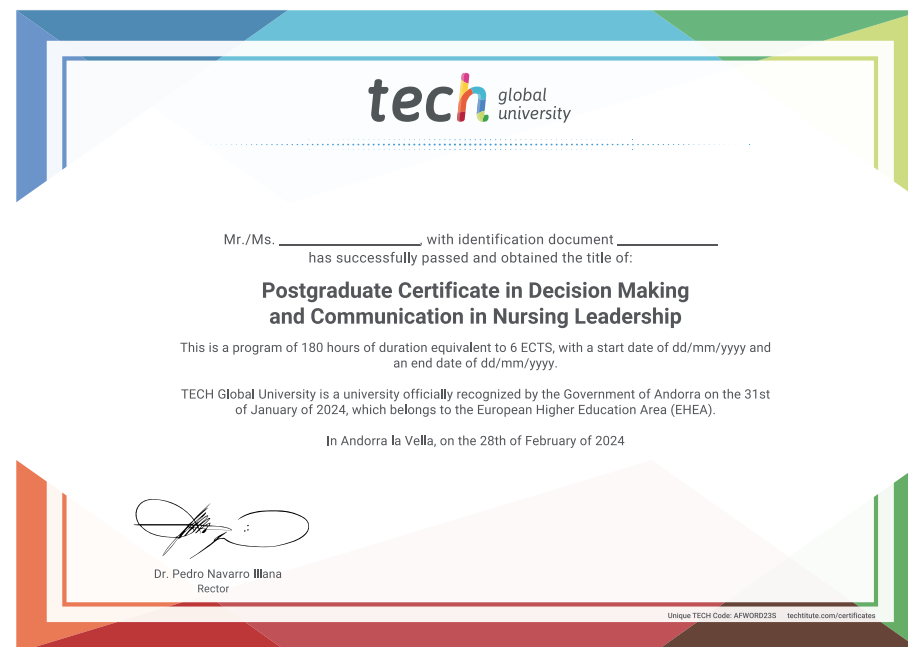 tech global university
Mr./Ms. ____________________, with identification document ______________
has successfully passed and obtained the title of:
Postgraduate Certificate in Decision Making
and Communication in Nursing Leadership
This is a program of 180 hours of duration equivalent to 6 ECTS, with a start date of dd/mm/yyyy and
an end date of dd/mm/yyyy.
TECH Global University is a university officially recognized by the Government of Andorra on the 31st
of January of 2024, which belongs to the European Higher Education Area (EHEA).
In Andorra la Vella, on the 28th of February of 2024
Dr. Pedro Navarro Illana
Rector
Unique TECH Code: AFWORD23S techtitute.com/certificates